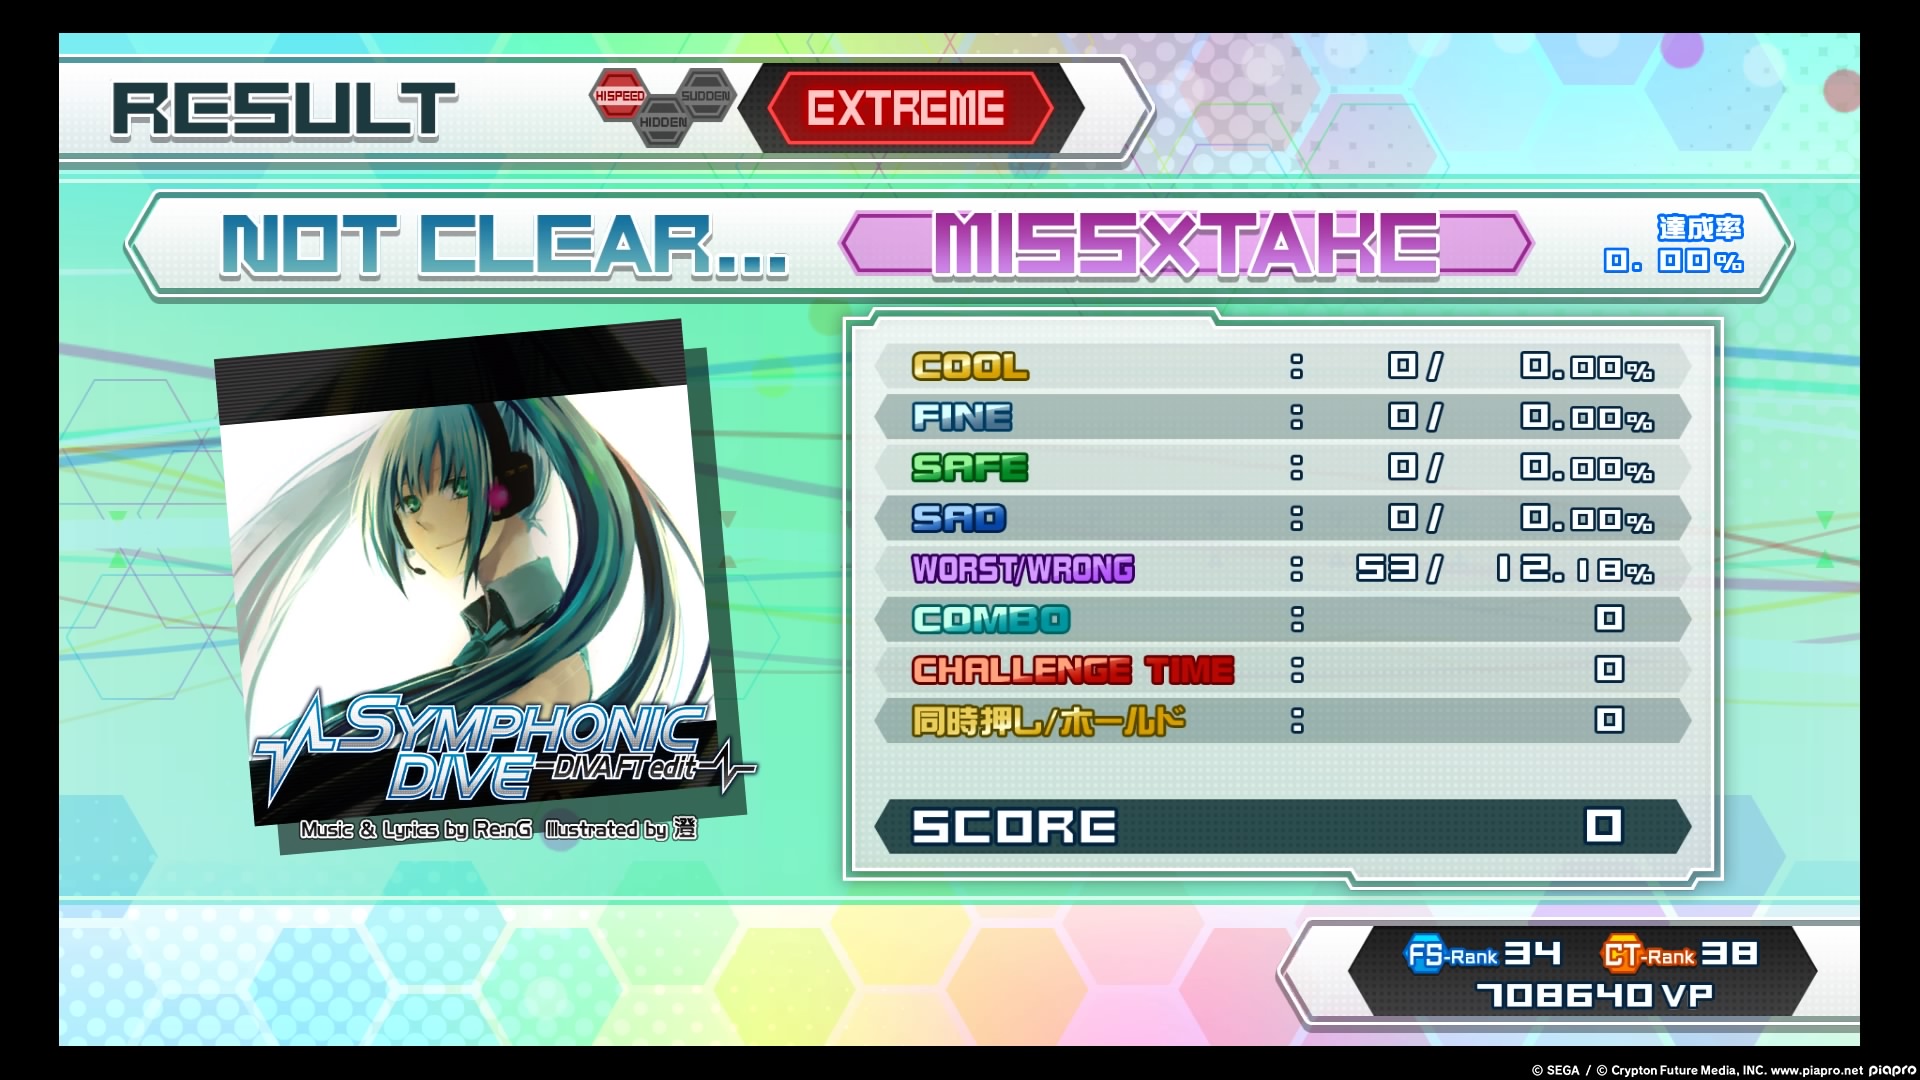 RESULT
HISPEED
SUDDEN
HIDDEN
EXTREME
NOT CLEAR...
MISS×TAKE
達成率
0.00%
COOL : 0/ 0.00%
FINE : 0/ 0.00%
SAFE : 0/ 0.00%
SAD : 0/ 0.00%
WORST/WRONG : 53/ 12.18%
COMBO : 0
CHALLENGE TIME : 0
同時押し/ホールド : 0
SCORE 0
SYMPHONIC
DIVE -DIVAFTedit-
Music & Lyrics by Re:nG Illustrated by 澄
FS-Rank 34 CT-Rank 38
708640 VP
© SEGA / © Crypton Future Media, INC. www.piapro.net piapro